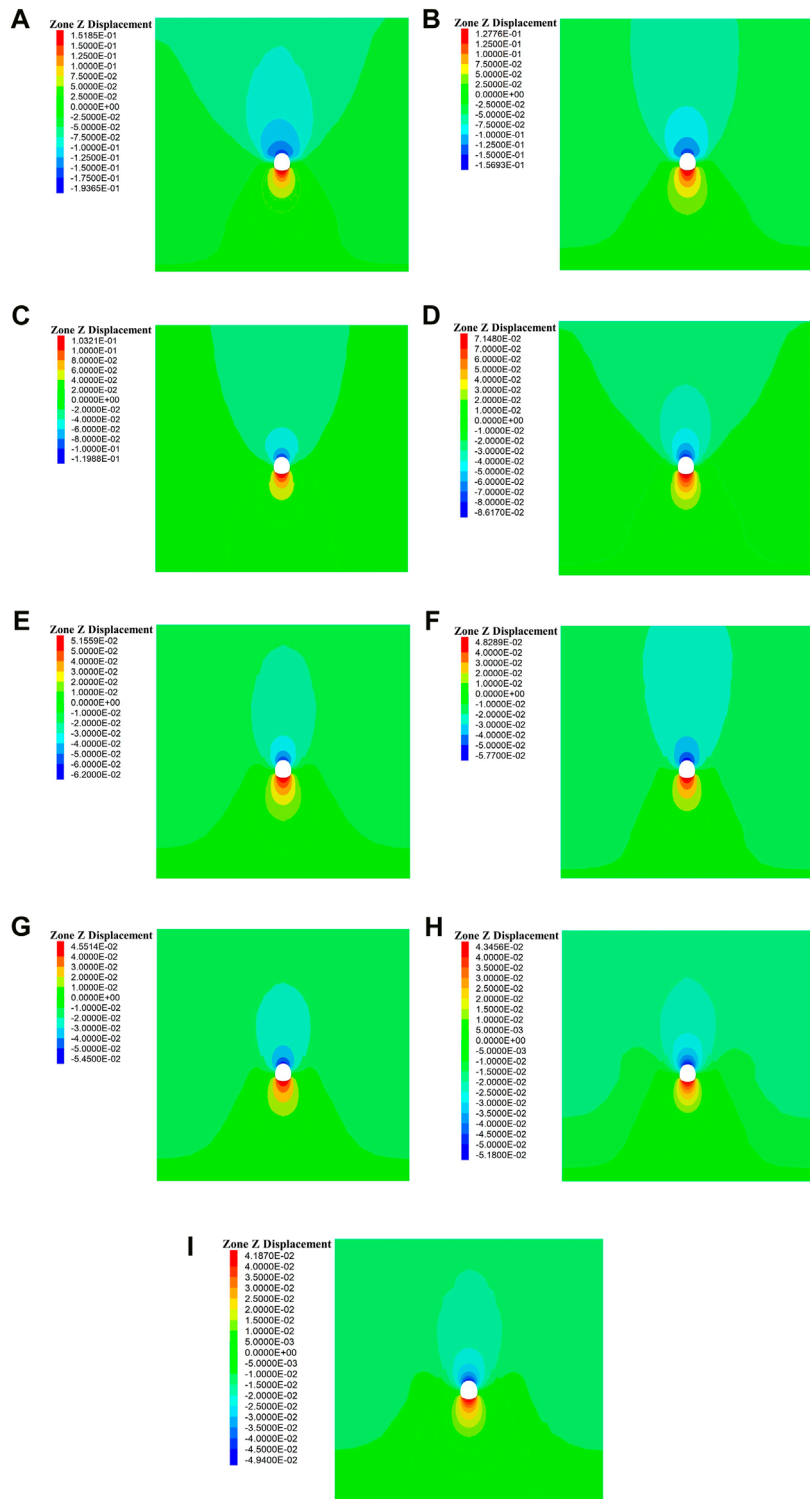 A
Zone Z Displacement
1.5185E-01
1.5000E-01
1.2500E-01
1.0000E-01
7.5000E-02
5.0000E-02
2.5000E-02
0.0000E+00
-2.5000E-02
-5.0000E-02
-7.5000E-02
-1.0000E-01
-1.2500E-01
-1.5000E-01
-1.7500E-01
-1.9365E-01
B
Zone Z Displacement
1.2776E-01
1.2500E-01
1.0000E-01
7.5000E-02
5.0000E-02
2.5000E-02
0.0000E+00
-2.5000E-02
-5.0000E-02
-7.5000E-02
-1.0000E-01
-1.2500E-01
-1.5000E-01
-1.5693E-01
C
Zone Z Displacement
1.0321E-01
1.0000E-01
8.0000E-02
6.0000E-02
4.0000E-02
2.0000E-02
0.0000E+00
-2.0000E-02
-4.0000E-02
-6.0000E-02
-8.0000E-02
-1.0000E-01
-1.1988E-01
D
Zone Z Displacement
7.1480E-02
7.0000E-02
6.0000E-02
5.0000E-02
4.0000E-02
3.0000E-02
2.0000E-02
1.0000E-02
0.0000E+00
-1.0000E-02
-2.0000E-02
-3.0000E-02
-4.0000E-02
-5.0000E-02
-6.0000E-02
-7.0000E-02
-8.0000E-02
-8.6170E-02
E
Zone Z Displacement
5.1559E-02
5.0000E-02
4.0000E-02
3.0000E-02
2.0000E-02
1.0000E-02
0.0000E+00
-1.0000E-02
-2.0000E-02
-3.0000E-02
-4.0000E-02
-5.0000E-02
-6.0000E-02
-6.2000E-02
F
Zone Z Displacement
4.8289E-02
4.0000E-02
3.0000E-02
2.0000E-02
1.0000E-02
0.0000E+00
-1.0000E-02
-2.0000E-02
-3.0000E-02
-4.0000E-02
-5.0000E-02
-5.7700E-02
G
Zone Z Displacement
4.5514E-02
4.0000E-02
3.0000E-02
2.0000E-02
1.0000E-02
0.0000E+00
-1.0000E-02
-2.0000E-02
-3.0000E-02
-4.0000E-02
-5.0000E-02
-5.4500E-02
H
Zone Z Displacement
4.3456E-02
4.0000E-02
3.5000E-02
3.0000E-02
2.5000E-02
2.0000E-02
1.5000E-02
1.0000E-02
5.0000E-03
0.0000E+00
-5.0000E-03
-1.0000E-02
-1.5000E-02
-2.0000E-02
-2.5000E-02
-3.0000E-02
-3.5000E-02
-4.0000E-02
-4.5000E-02
-5.0000E-02
-5.1800E-02
I
Zone Z Displacement
4.1870E-02
4.0000E-02
3.5000E-02
3.0000E-02
2.5000E-02
2.0000E-02
1.5000E-02
1.0000E-02
5.0000E-03
0.0000E+00
-5.0000E-03
-1.0000E-02
-1.5000E-02
-2.0000E-02
-2.5000E-02
-3.0000E-02
-3.5000E-02
-4.0000E-02
-4.5000E-02
-4.9400E-02